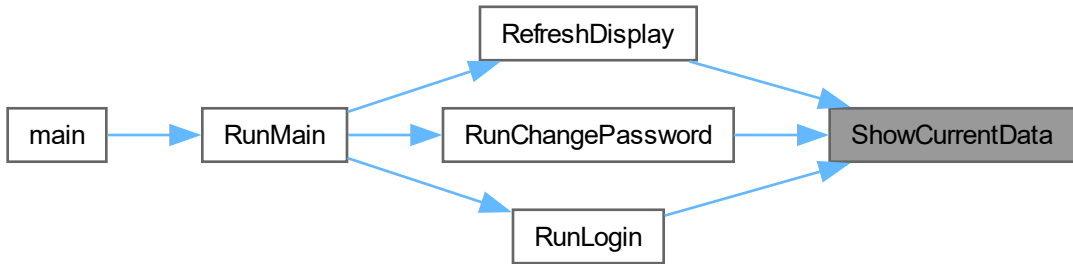 main
RunMain
RefreshDisplay
RunChangePassword
RunLogin
ShowCurrentData